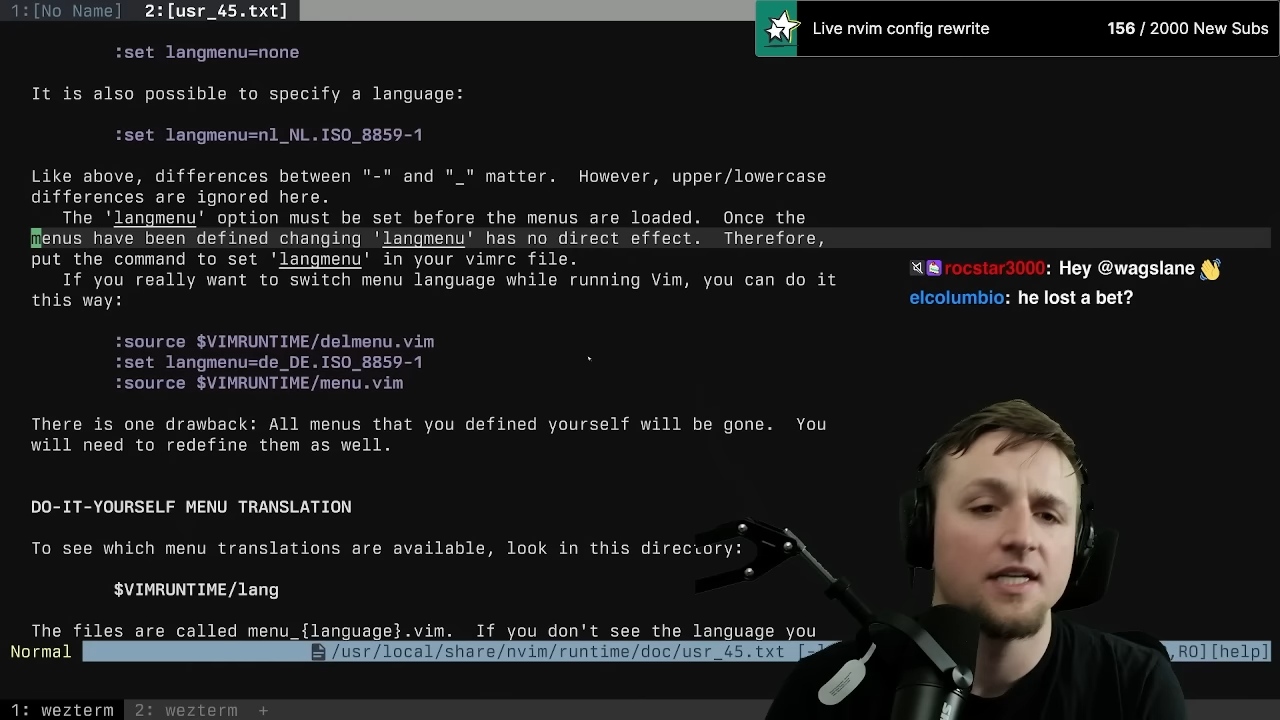 1:[No Name]  2:[usr_45.txt]
Live nvim config rewrite 156 / 2000 New Subs
:set langmenu=none
It is also possible to specify a language:
:set langmenu=nl_NL.ISO_8859-1
Like above, differences between "-" and "_" matter.  However, upper/lowercase
differences are ignored here.
The 'langmenu' option must be set before the menus are loaded.  Once the
menus have been defined changing 'langmenu' has no direct effect.  Therefore,
put the command to set 'langmenu' in your vimrc file.
If you really want to switch menu language while running Vim, you can do it
this way:
rocstar3000: Hey @wagslane 👋
elcolumbio: he lost a bet?
:source $VIMRUNTIME/delmenu.vim
:set langmenu=de_DE.ISO_8859-1
:source $VIMRUNTIME/menu.vim
There is one drawback: All menus that you defined yourself will be gone.  You
will need to redefine them as well.
DO-IT-YOURSELF MENU TRANSLATION
To see which menu translations are available, look in this directory:
$VIMRUNTIME/lang
The files are called menu_{language}.vim.  If you don't see the language you
Normal /usr/local/share/nvim/runtime/doc/usr_45.txt [- ,RO][help]
1: wezterm  2: wezterm  +